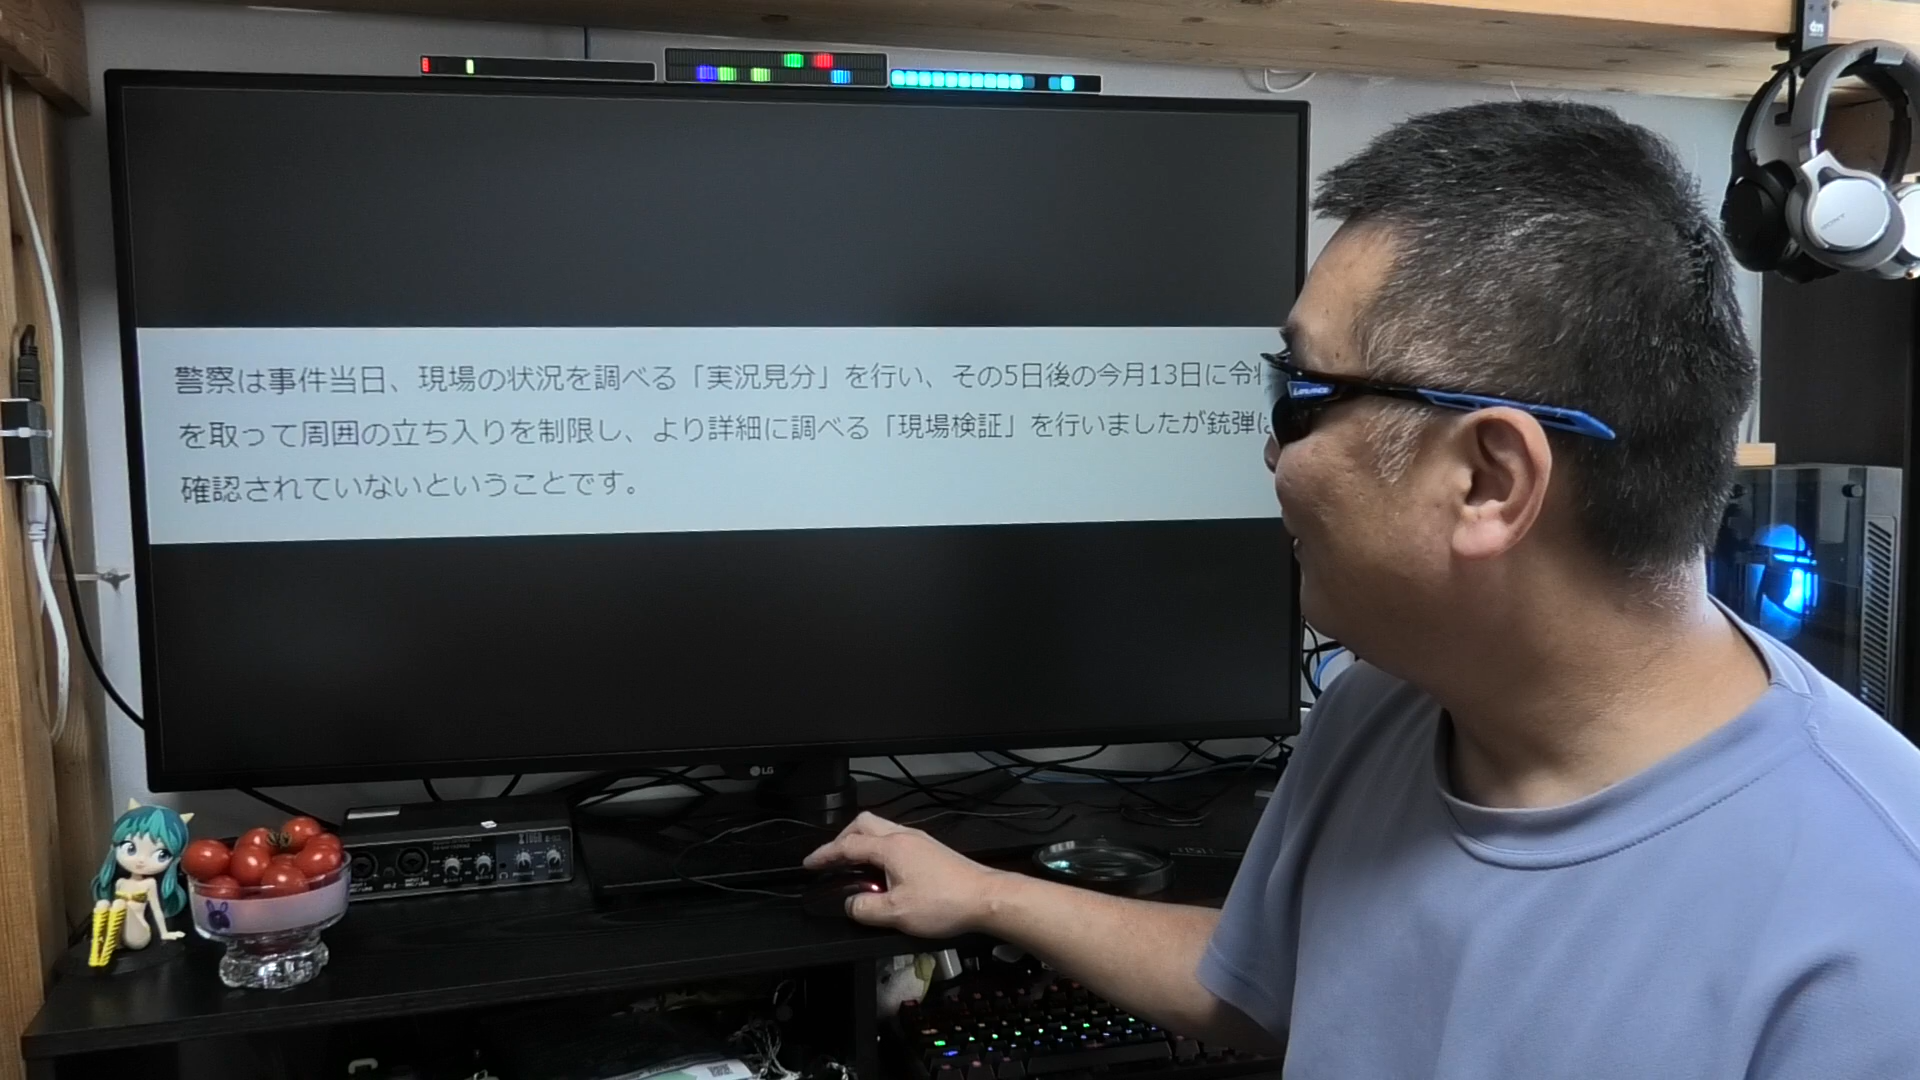 警察は事件当日、現場の状況を調べる「実況見分」を行い、その5日後の今月13日に令
を取って周囲の立ち入りを制限し、より詳細に調べる「現場検証」を行いましたが銃弾は
確認されていないということです。
LG
SONY